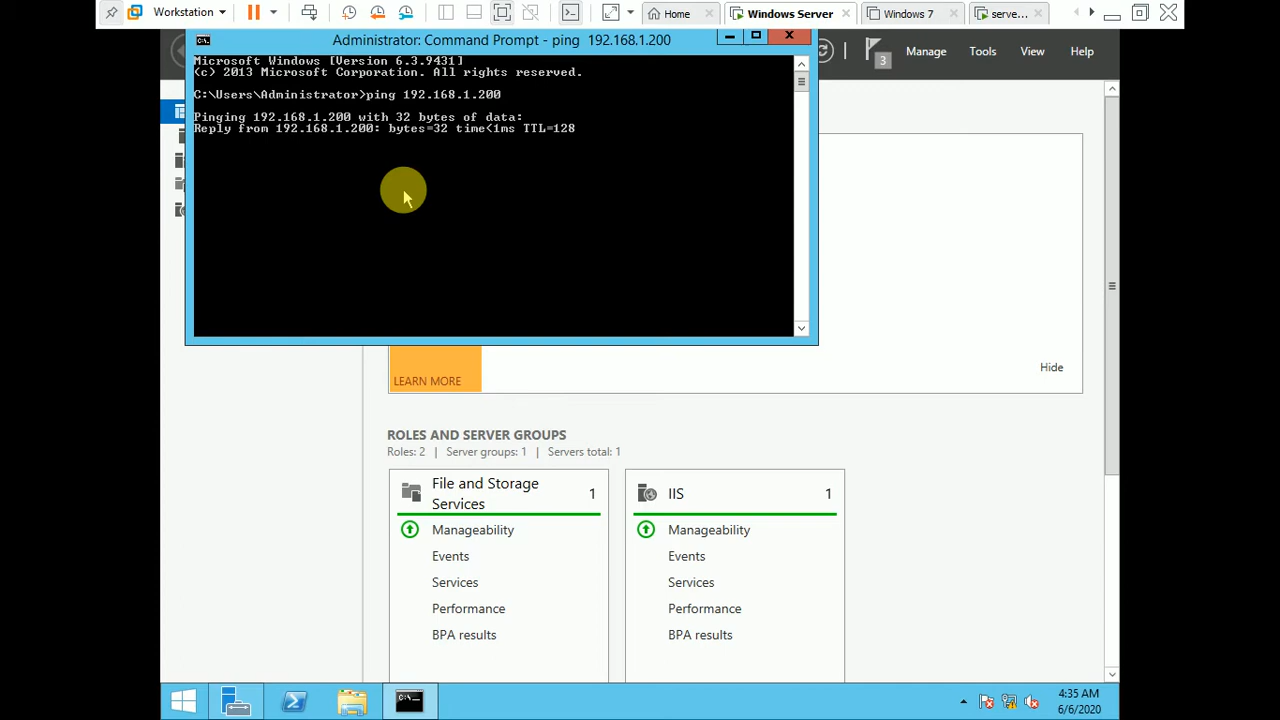 Workstation
Home
Windows Server
Windows 7
serve...
Administrator: Command Prompt - ping 192.168.1.200
Microsoft Windows [Version 6.3.9431]
(c) 2013 Microsoft Corporation. All rights reserved.
C:\Users\Administrator>ping 192.168.1.200
Pinging 192.168.1.200 with 32 bytes of data:
Reply from 192.168.1.200: bytes=32 time<1ms TTL=128
3
Manage
Tools
View
Help
LEARN MORE
Hide
ROLES AND SERVER GROUPS
Roles: 2 | Server groups: 1 | Servers total: 1
File and Storage
Services
1
Manageability
Events
Services
Performance
BPA results
IIS
1
Manageability
Events
Services
Performance
BPA results
4:35 AM
6/6/2020